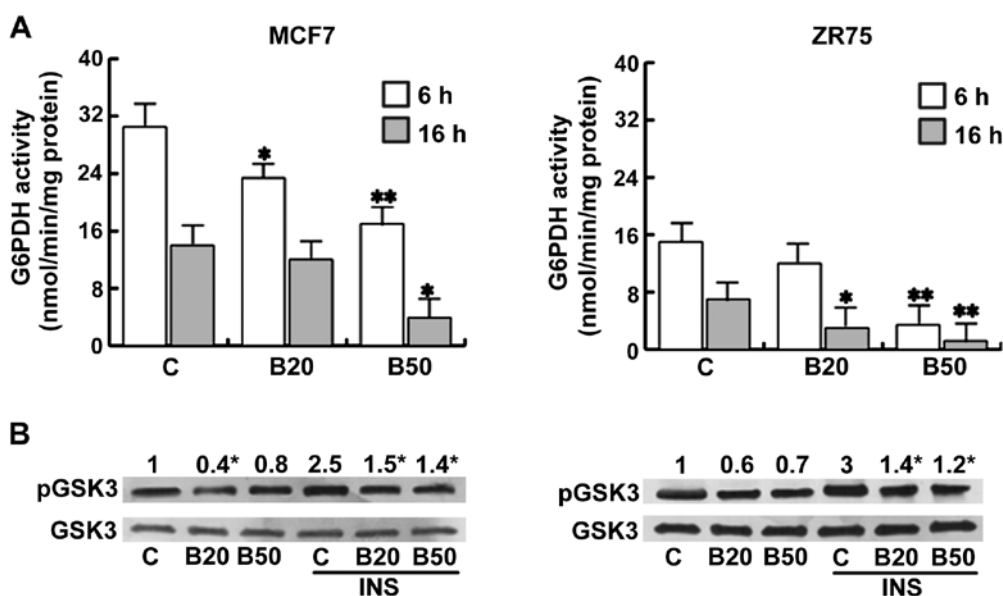 A
MCF7
G6PDH activity
(nmol/min/mg protein)
40
32
24
16
8
0
6 h
16 h
*
**
*
C B20 B50
ZR75
G6PDH activity
(nmol/min/mg protein)
40
32
24
16
8
0
6 h
16 h
*
**
**
C B20 B50
B
1 0.4* 0.8 2.5 1.5* 1.4*
pGSK3
GSK3
C B20 B50 C B20 B50
INS
1 0.6 0.7 3 1.4* 1.2*
pGSK3
GSK3
C B20 B50 C B20 B50
INS